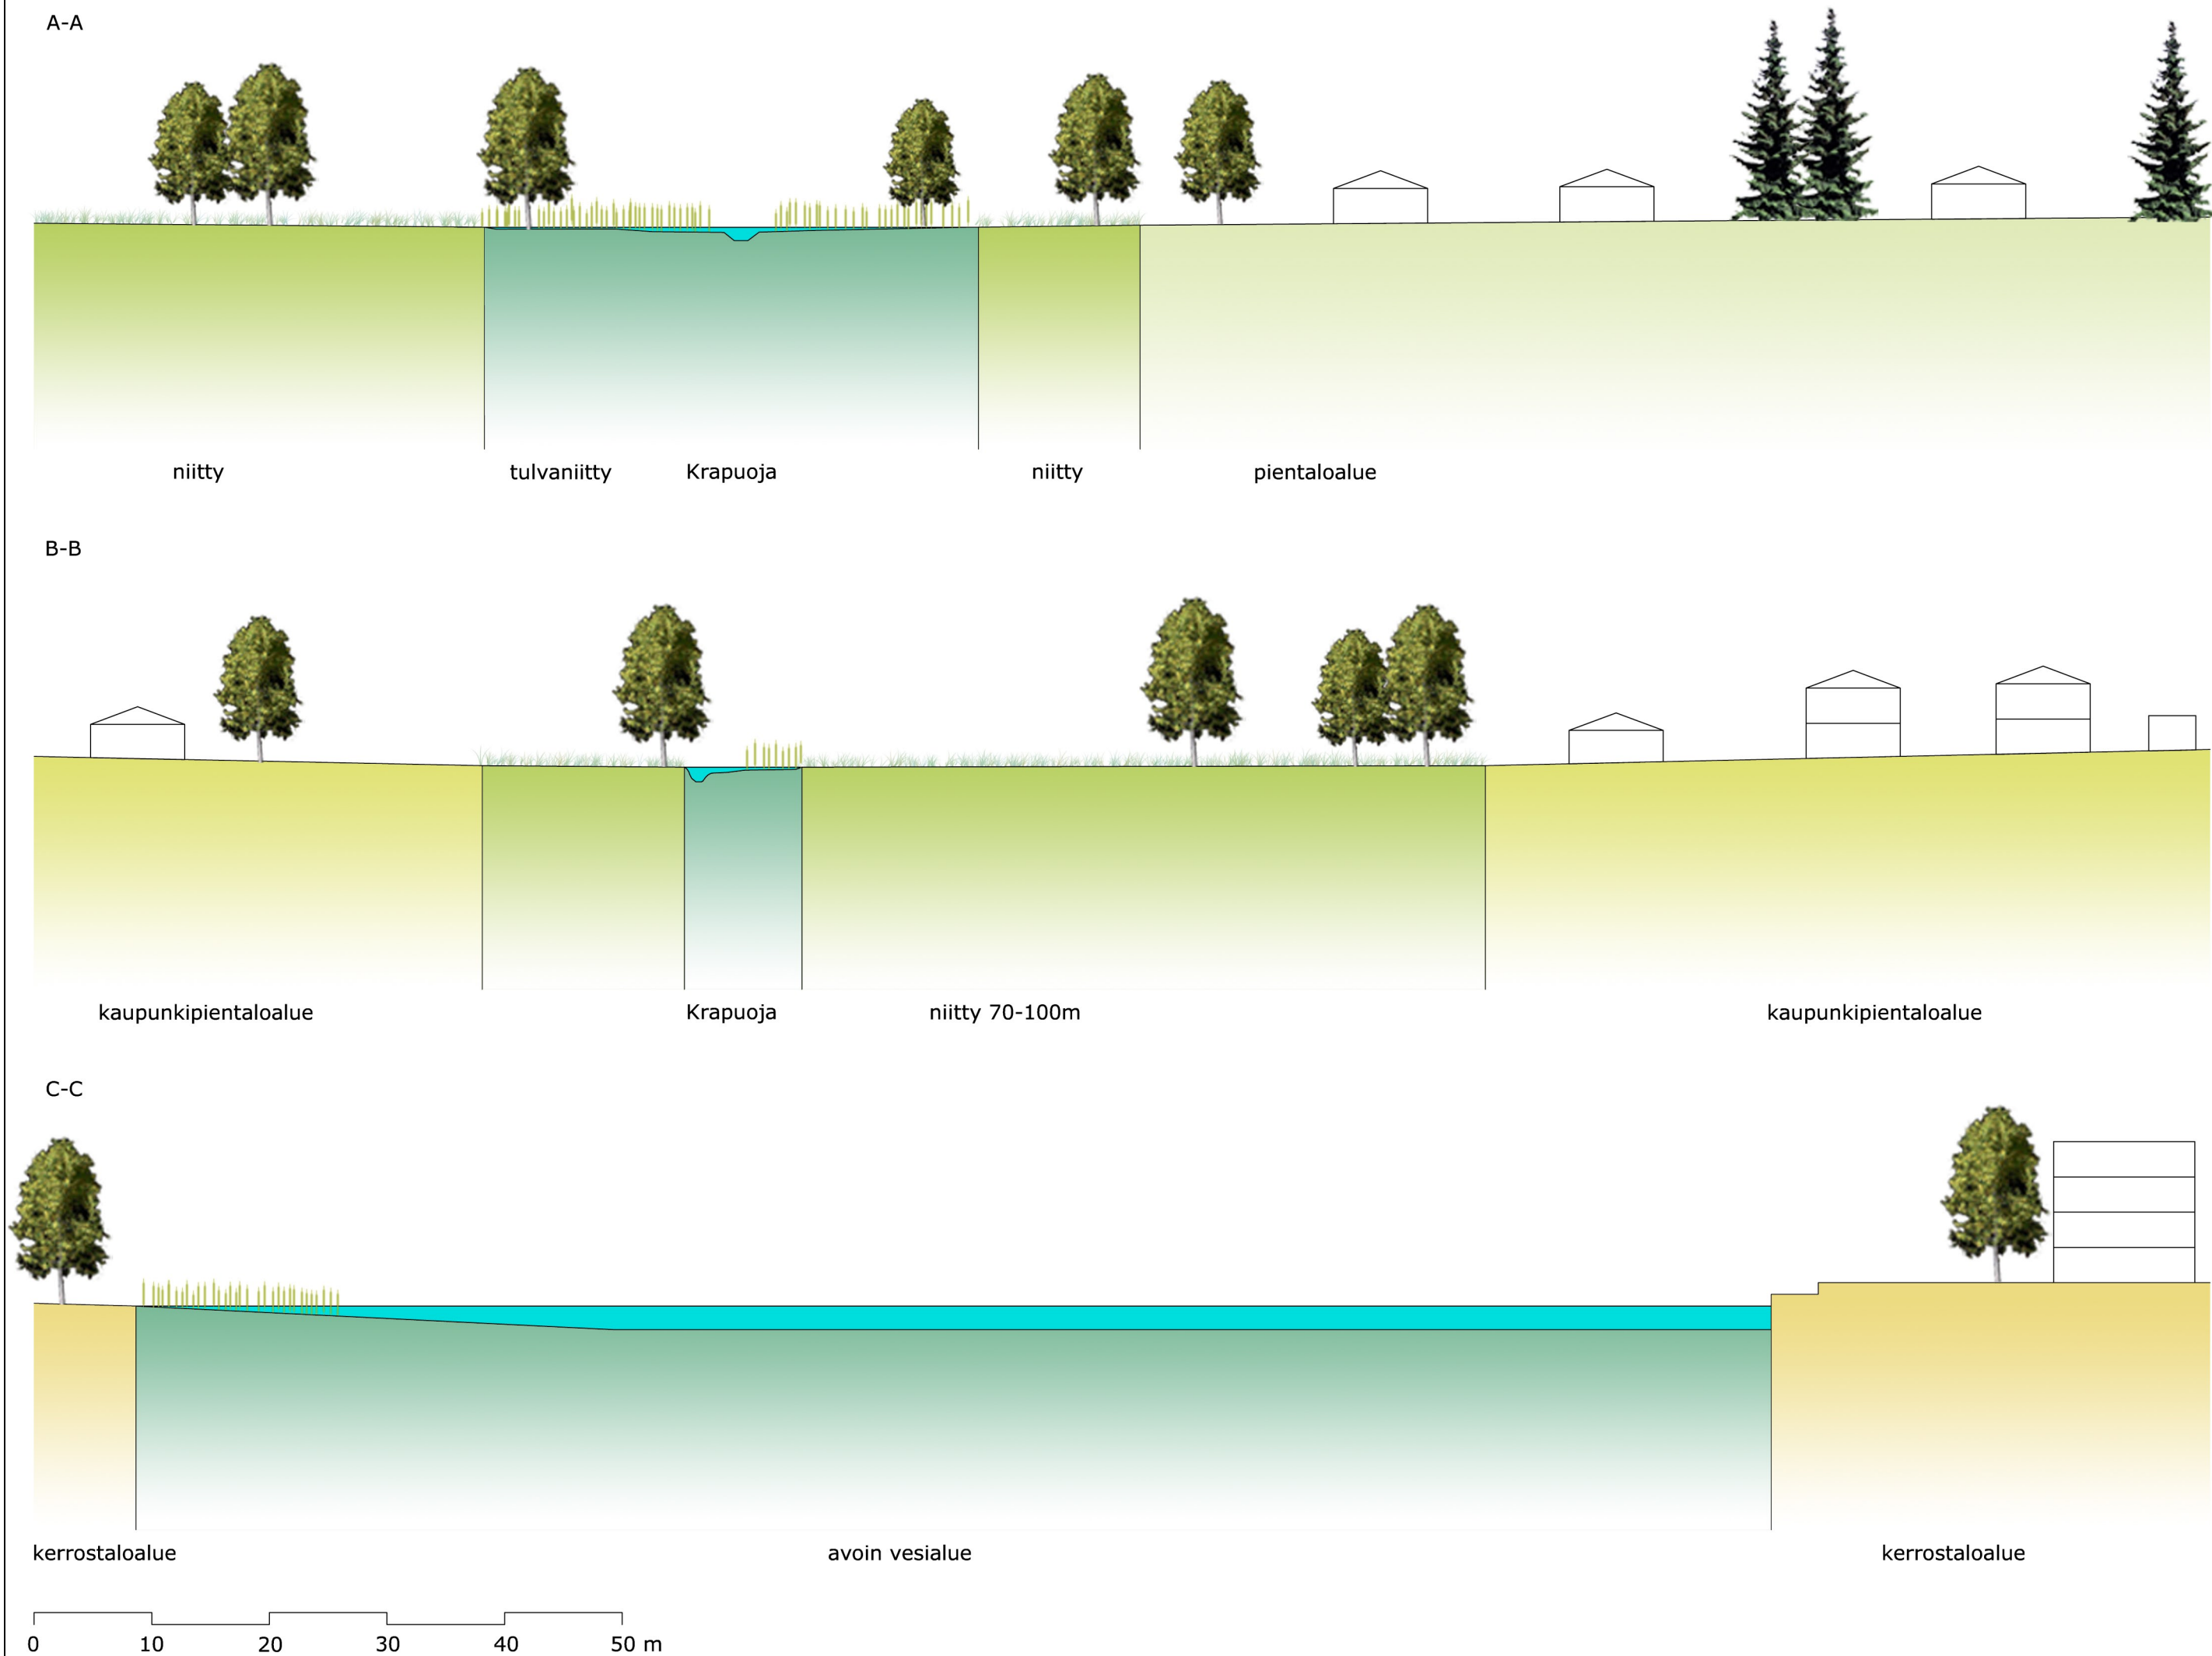 A-A
niitty tulvaniitty Krapuoja niitty pientaloalue
B-B
kaupunkipientaloalue Krapuoja niitty 70-100m kaupunkipientaloalue
C-C
kerrostaloalue avoin vesialue kerrostaloalue
0 10 20 30 40 50 m